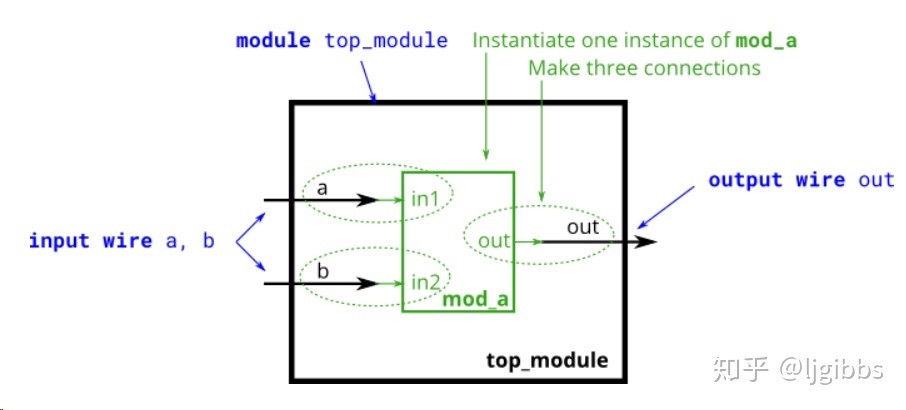 module top_module
Instantiate one instance of mod_a
Make three connections
output wire out
input wire a, b
a
in1
out
out
b
in2
mod_a
top_module
知乎 @ljgibbs